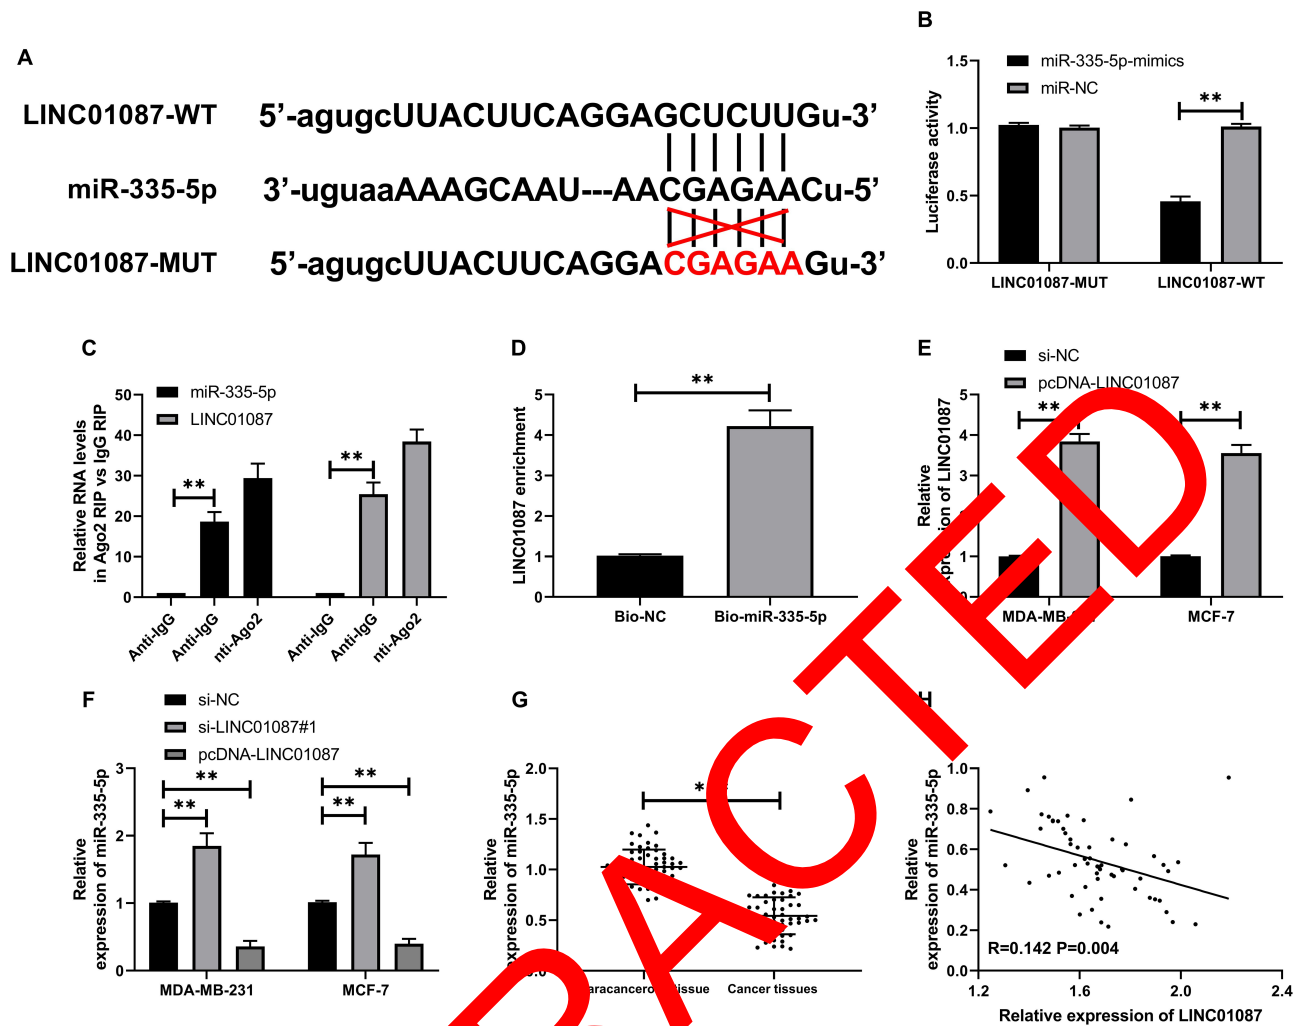 A
LINC01087-WT 5’-agugcUUACUUCAGGAGCUCUUGu-3’
miR-335-5p 3’-uguaaAAAGCAAU---AACGAGAACu-5’
LINC01087-MUT 5’-agugcUUACUUCAGGACGAGAAGu-3’
B
miR-335-5p-mimics
miR-NC
Luciferase activity
1.5
1.0
0.5
0.0
**
LINC01087-MUT LINC01087-WT
C
miR-335-5p
LINC01087
Relative RNA levels
in Ago2 RIP vs IgG RIP
50
40
30
20
10
0
** **
Anti-IgG Anti-IgG nti-Ago2 Anti-IgG Anti-IgG nti-Ago2
D
LINC01087 enrichment
5
4
3
2
1
0
**
Bio-NC Bio-miR-335-5p
E
si-NC
pcDNA-LINC01087
Relative
of LINC01087
5
4
3
1
** **
MCF-7
F
si-NC
si-LINC01087#1
pcDNA-LINC01087
Relative
expression of miR-335-5p
3
2
1
0
** ** ** **
MDA-MB-231 MCF-7
G
Relative
expression of miR-335-5p
2.0
1.5
1.0
0.5
Cancer tissues
H
Relative
expression of miR-335-5p
1.0
0.8
0.6
0.4
0.2
0.0
R=0.142 P=0.004
1.2 1.6 2.0 2.4
Relative expression of LINC01087
RACTED